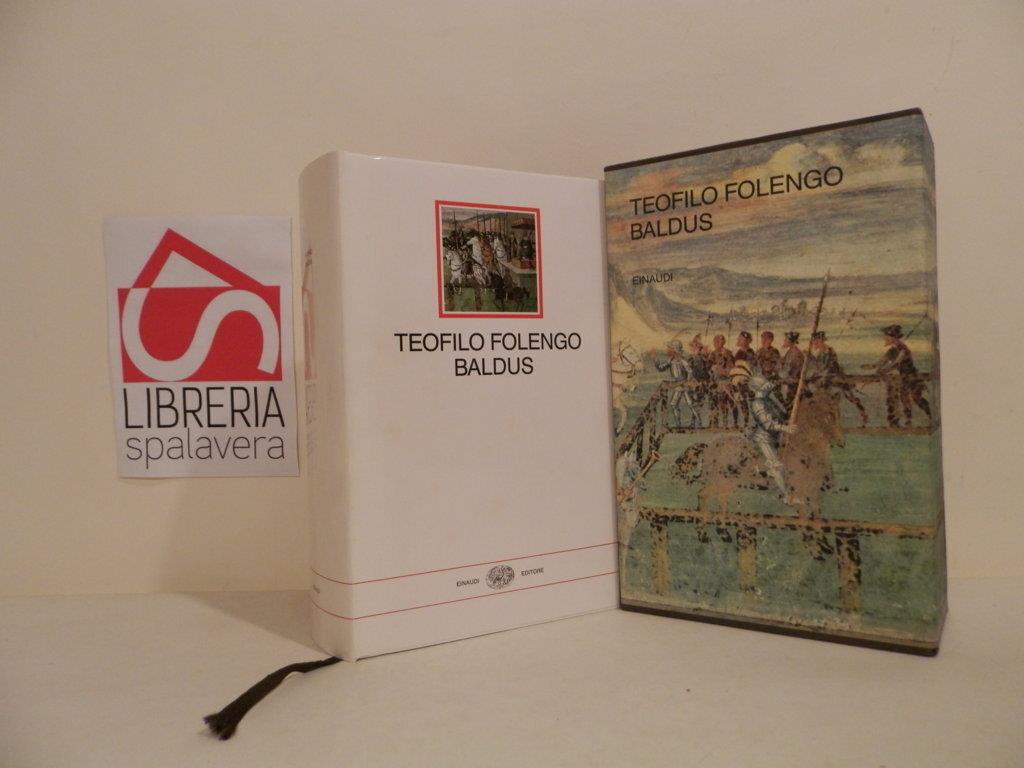 LIBRERIA
spalavera
TEOFILO FOLENGO
BALDUS
EINAUDI EDITORE
TEOFILO FOLENGO
BALDUS
EINAUDI